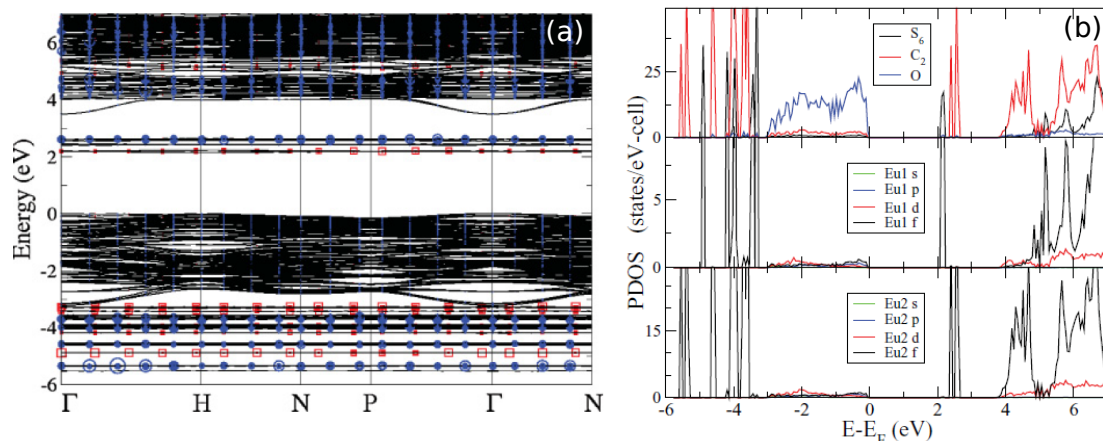 (a)
6
4
2
0
-2
-4
-6
Energy (eV)
Γ H N P Γ N
(b)
S6
C2
O
25
0
Eu1 s
Eu1 p
Eu1 d
Eu1 f
5
0
Eu2 s
Eu2 p
Eu2 d
Eu2 f
15
0
PDOS (states/eV-cell)
-6 -4 -2 0 2 4 6
E-EF (eV)